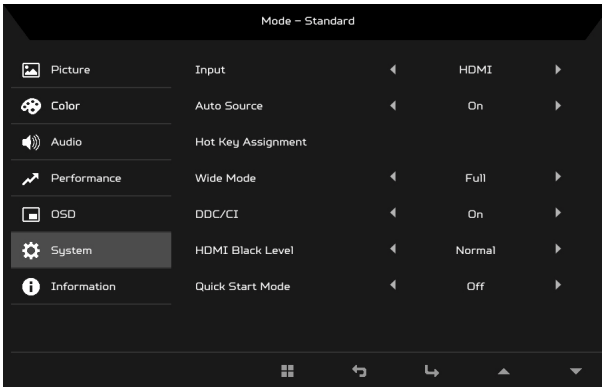 Mode – Standard
Picture
Input HDMI
Color
Auto Source On
Audio
Hot Key Assignment
Performance
Wide Mode Full
OSD
DDC/CI On
System
HDMI Black Level Normal
Information
Quick Start Mode Off